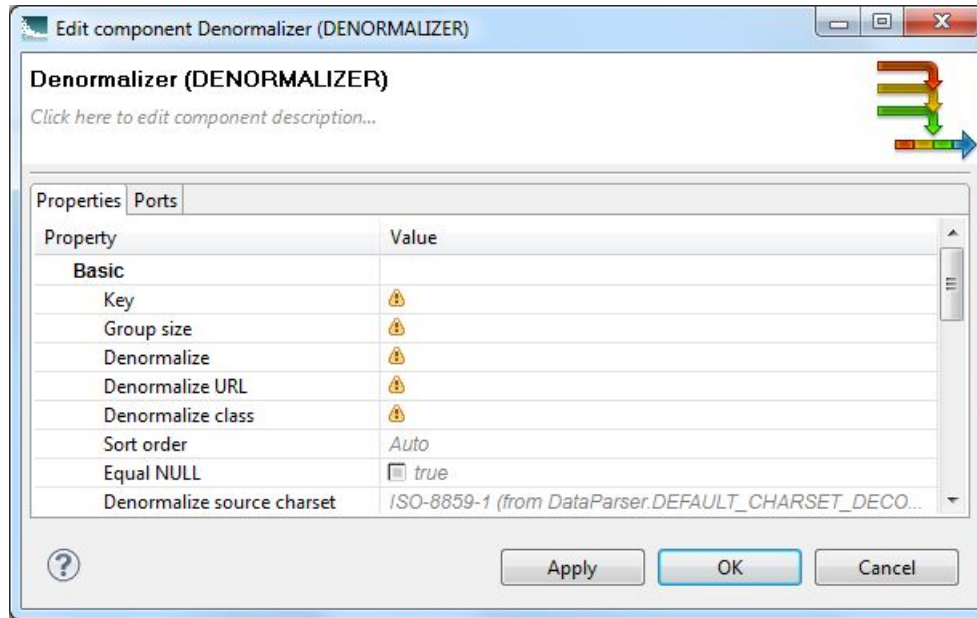 Edit component Denormalizer (DENORMALIZER)
Denormalizer (DENORMALIZER)
Click here to edit component description...
Properties Ports
Property Value
Basic
Key
Group size
Denormalize
Denormalize URL
Denormalize class
Sort order Auto
Equal NULL true
Denormalize source charset ISO-8859-1 (from DataParser.DEFAULT_CHARSET_DECO...
Apply OK Cancel